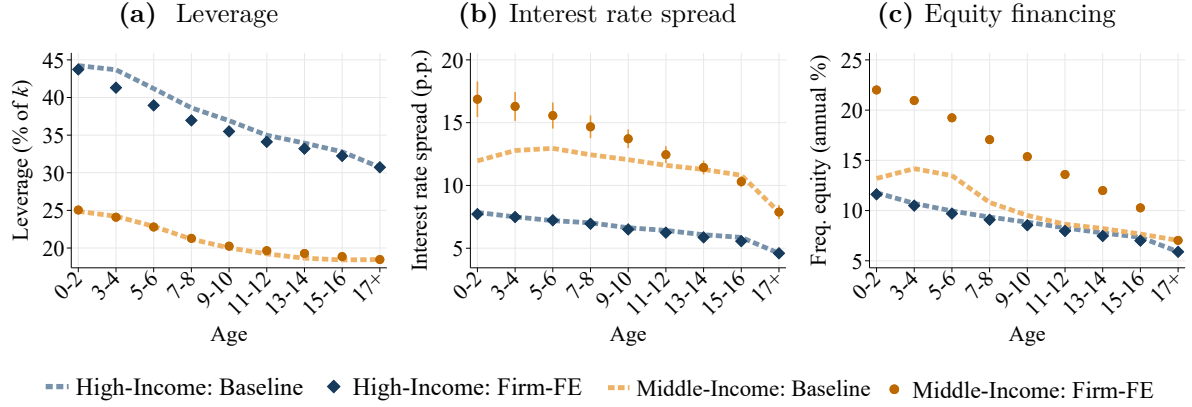 (a) Leverage
45
40
35
30
25
20
Leverage (% of k)
0-2 3-4 5-6 7-8 9-10 11-12 13-14 15-16 17+
Age
(b) Interest rate spread
20
15
10
5
Interest rate spread (p.p.)
0-2 3-4 5-6 7-8 9-10 11-12 13-14 15-16 17+
Age
(c) Equity financing
25
20
15
10
5
Freq. equity (annual %)
0-2 3-4 5-6 7-8 9-10 11-12 13-14 15-16 17+
Age
High-Income: Baseline High-Income: Firm-FE Middle-Income: Baseline Middle-Income: Firm-FE